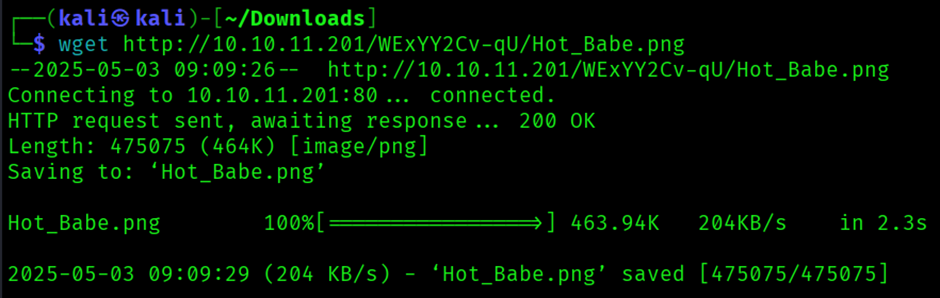 ┌──(kali㉿kali)-[~/Downloads]
└─$ wget http://10.10.11.201/WExYY2Cv-qU/Hot_Babe.png
--2025-05-03 09:09:26--  http://10.10.11.201/WExYY2Cv-qU/Hot_Babe.png
Connecting to 10.10.11.201:80... connected.
HTTP request sent, awaiting response... 200 OK
Length: 475075 (464K) [image/png]
Saving to: ‘Hot_Babe.png’
Hot_Babe.png        100%[=================>] 463.94K   204KB/s    in 2.3s
2025-05-03 09:09:29 (204 KB/s) - ‘Hot_Babe.png’ saved [475075/475075]